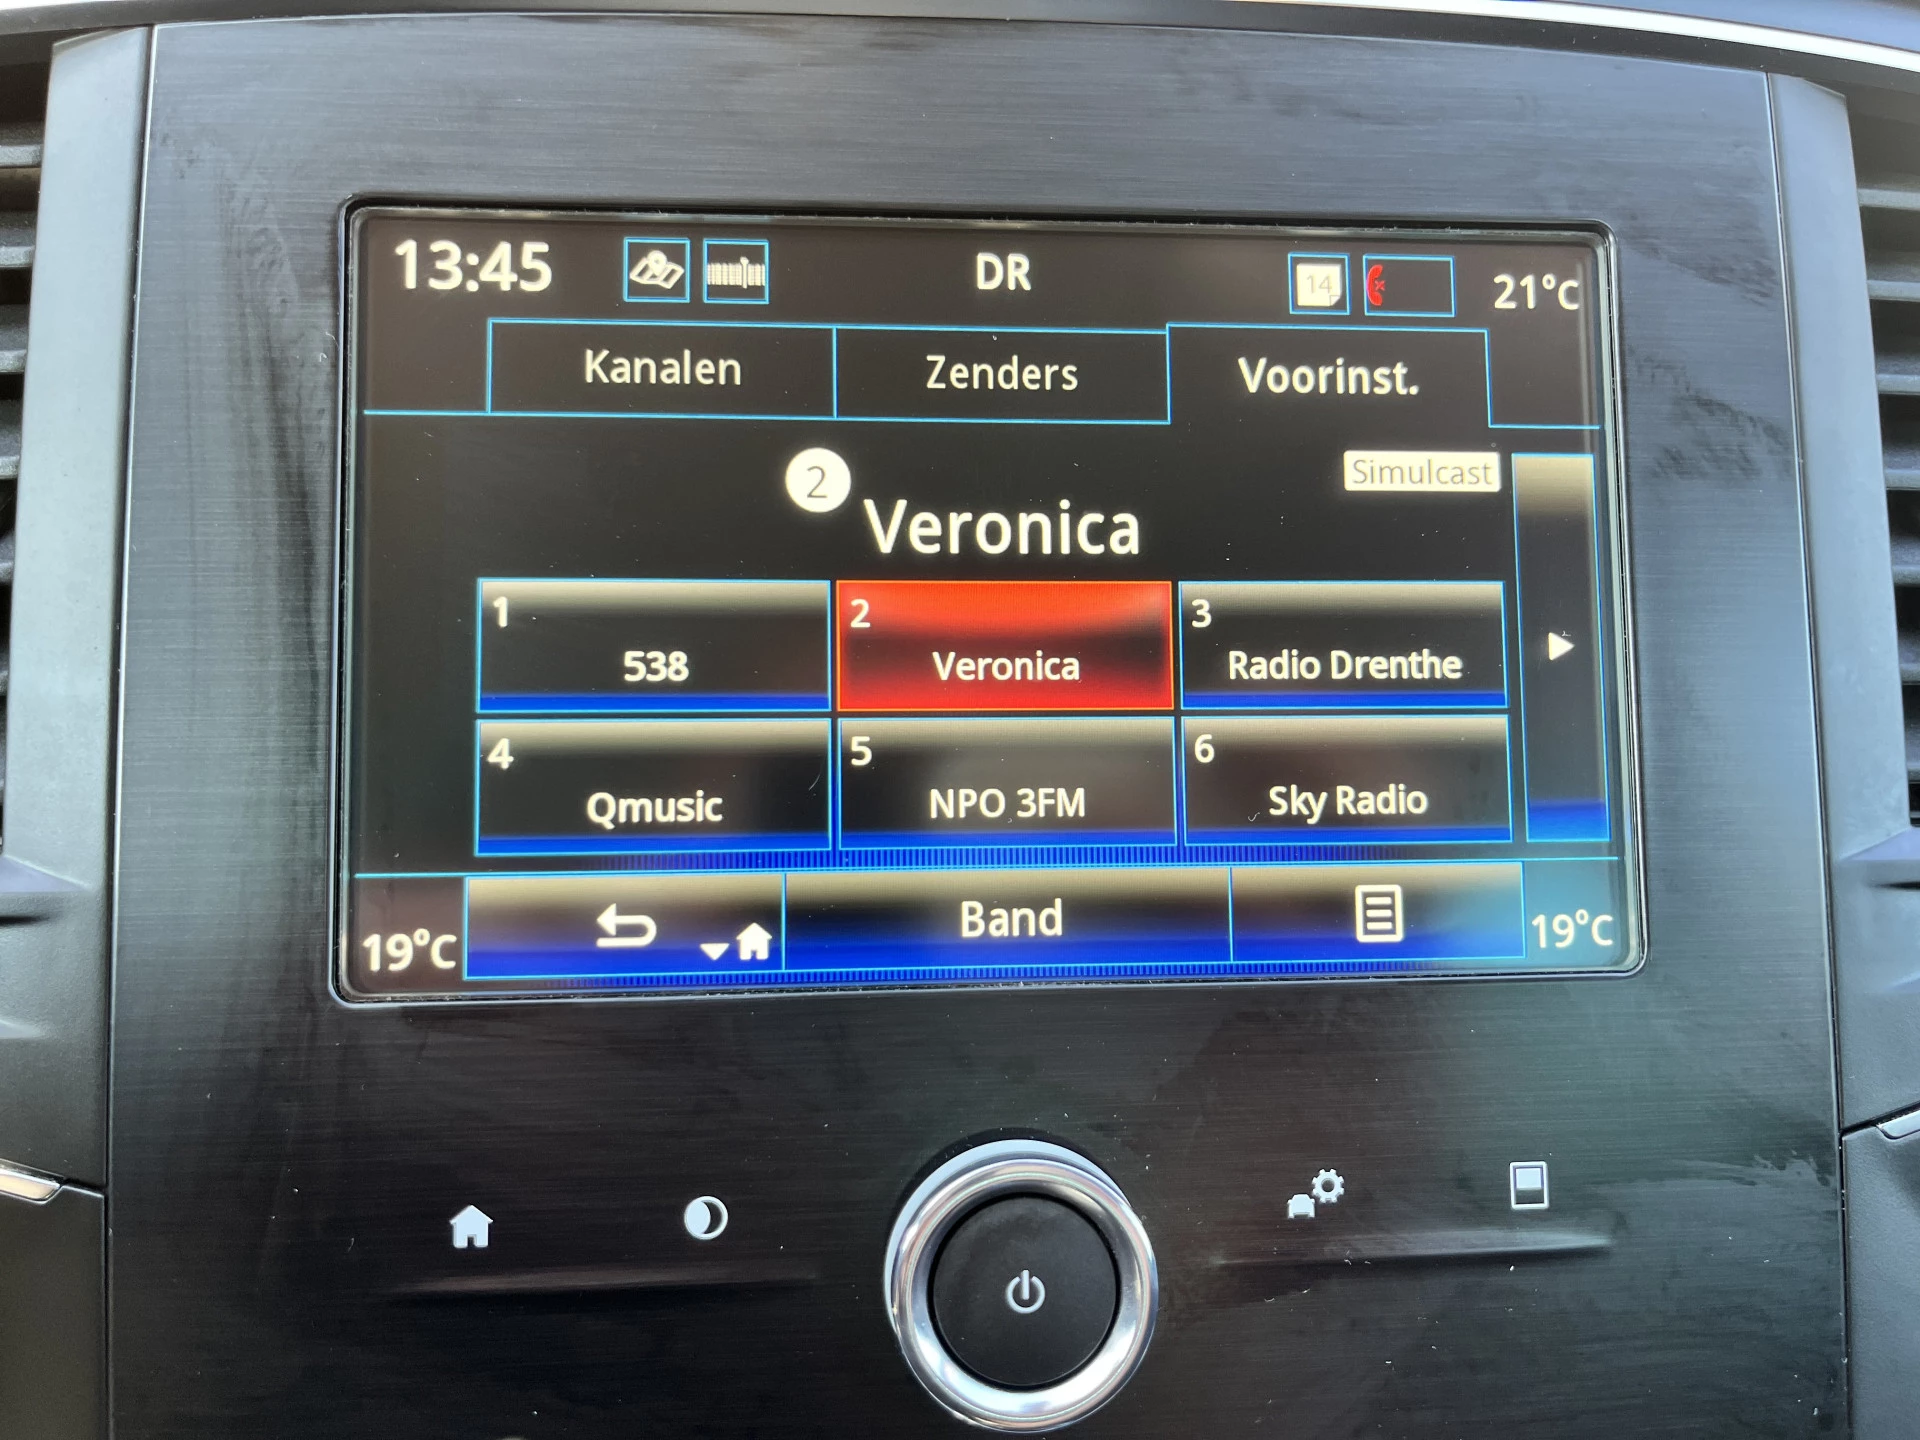 13:45 DR 14 21°C
Kanalen Zenders Voorinst.
2 Veronica Simulcast
1 2 3
538 Veronica Radio Drenthe
4 5 6
Qmusic NPO 3FM Sky Radio
19°C Band 19°C